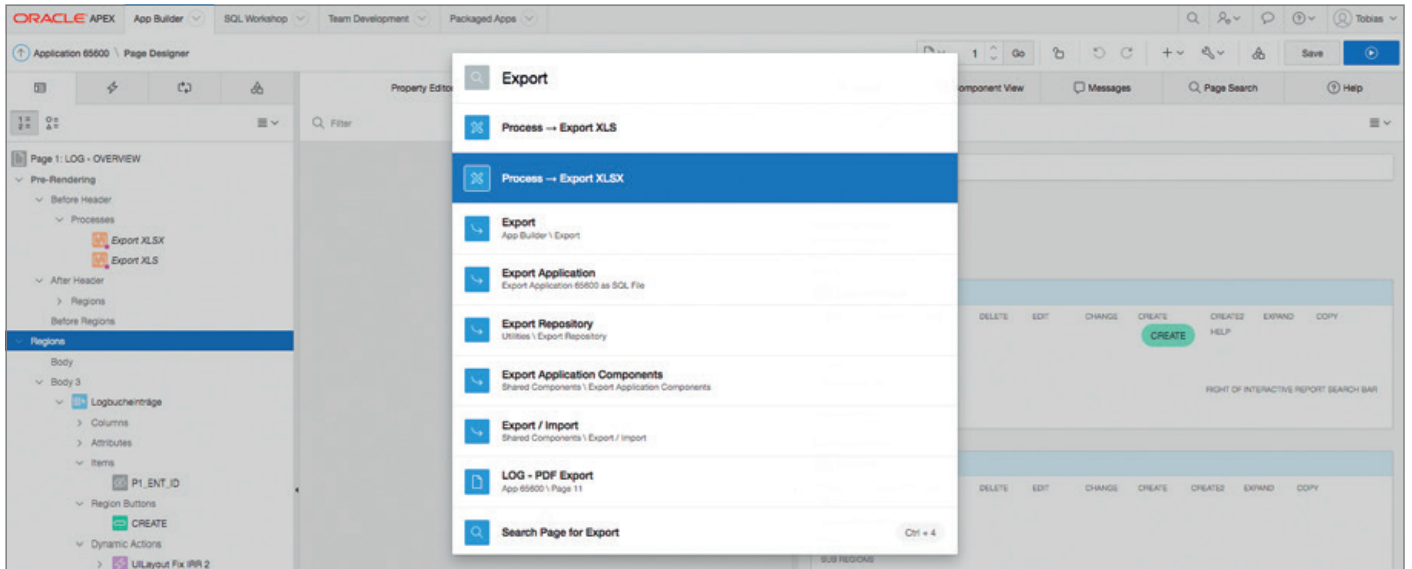 ORACLE APEX App Builder SQL Workshop Team Development Packaged Apps Tobias
Application 65600 \ Page Designer 1 Go Save
Property Edito omponent View Messages Page Search Help
Filter
Page 1: LOG - OVERVIEW
Pre-Rendering
Before Header
Processes
Export XLSX
Export XLS
After Header
Regions
Before Regions
Regions
Body
Body 3
Logbucheinträge
Columns
Attributes
Items
P1_ENT_ID
Region Buttons
CREATE
Dynamic Actions
UILayout Fix IRR 2
Export
Process → Export XLS
Process → Export XLSX
Export
App Builder \ Export
Export Application
Export Application 65600 as SQL File
Export Repository
Utilities \ Export Repository
Export Application Components
Shared Components \ Export Application Components
Export / Import
Shared Components \ Export / Import
LOG - PDF Export
App 65600 \ Page 11
Search Page for Export Ctrl + 4
DELETE EDIT CHANGE CREATE CREATE2 EXPAND COPY
CREATE HELP
RIGHT OF INTERACTIVE REPORT SEARCH BAR
DELETE EDIT CHANGE CREATE CREATE2 EXPAND COPY
SUB REGIONS